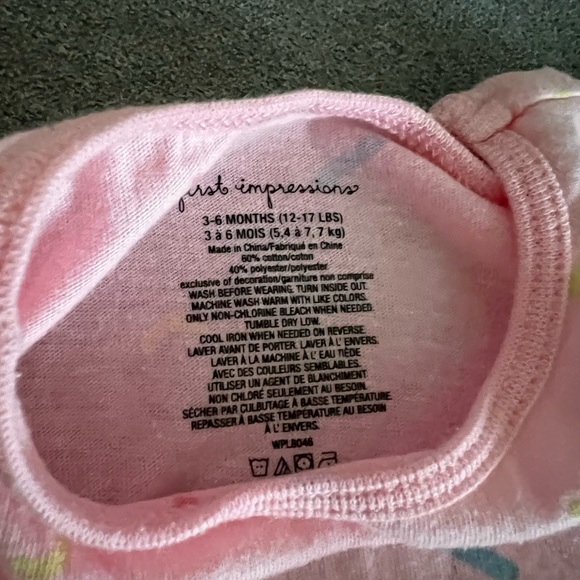 first impressions
3-6 MONTHS (12-17 LBS)
3 à 6 MOIS (5,4 à 7,7 kg)
Made in China/Fabriqué en Chine
60% cotton/coton
40% polyester/polyester
exclusive of decoration/garniture non comprise
WASH BEFORE WEARING. TURN INSIDE OUT.
MACHINE WASH WARM WITH LIKE COLORS.
ONLY NON-CHLORINE BLEACH WHEN NEEDED.
TUMBLE DRY LOW.
COOL IRON WHEN NEEDED ON REVERSE.
LAVER AVANT DE PORTER. LAVER À L' ENVERS.
LAVER À LA MACHINE À L' EAU TIÈDE
AVEC DES COULEURS SEMBLABLES.
UTILISER UN AGENT DE BLANCHIMENT
NON CHLORÉ SEULEMENT AU BESOIN.
SÉCHER PAR CULBUTAGE À BASSE TEMPÉRATURE.
REPASSER À BASSE TEMPÉRATURE AU BESOIN
À L' ENVERS.
WPL8046